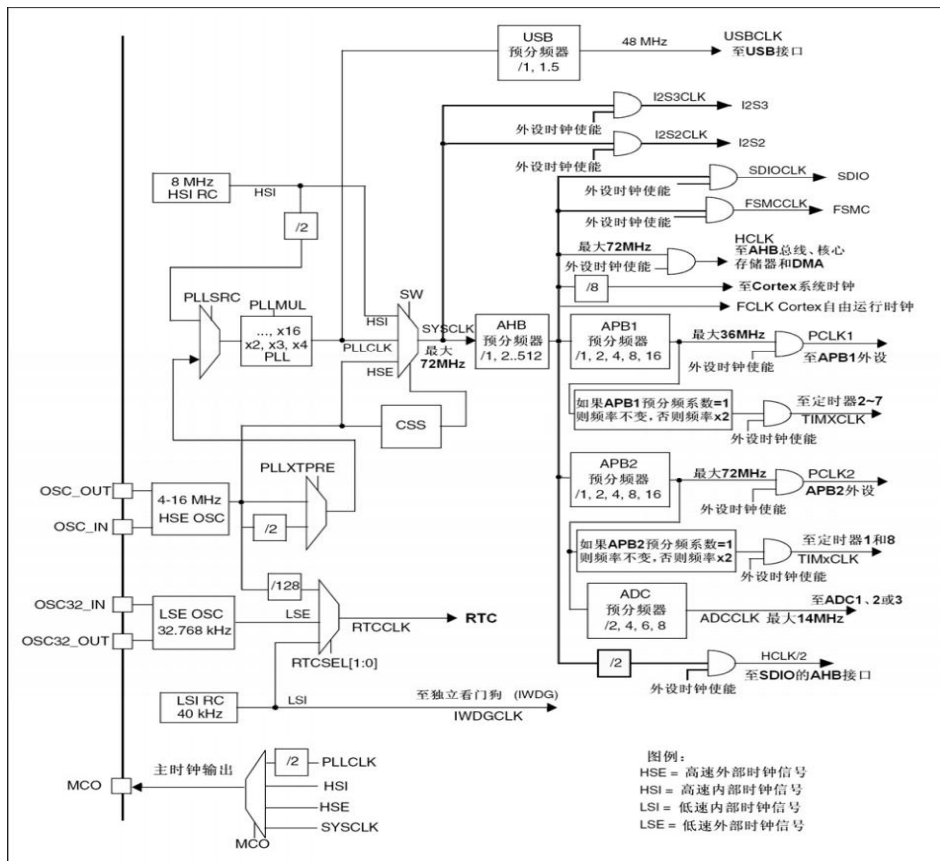 USB
预分频器
/1, 1.5
48 MHz
USBCLK
至USB接口
I2S3CLK
I2S3
外设时钟使能
I2S2CLK
I2S2
外设时钟使能
8 MHz
HSI RC
HSI
/2
SDIOCLK
SDIO
外设时钟使能
FSMCCLK
FSMC
外设时钟使能
最大72MHz
HCLK
至AHB总线、核心
存储器和DMA
外设时钟使能
/8
至Cortex系统时钟
FCLK Cortex自由运行时钟
PLLSRC
PLLMUL
..., x16
x2, x3, x4
PLL
SW
HSI
PLLCLK
HSE
SYSCLK
最大
72MHz
AHB
预分频器
/1, 2..512
CSS
APB1
预分频器
/1, 2, 4, 8, 16
最大36MHz
PCLK1
至APB1外设
外设时钟使能
如果APB1预分频系数=1
则频率不变,否则频率x2
至定时器2~7
TIMXCLK
外设时钟使能
APB2
预分频器
/1, 2, 4, 8, 16
最大72MHz
PCLK2
APB2外设
外设时钟使能
如果APB2预分频系数=1
则频率不变,否则频率x2
至定时器1和8
TIMxCLK
外设时钟使能
ADC
预分频器
/2, 4, 6, 8
至ADC1、2或3
ADCCLK 最大14MHz
/2
HCLK/2
至SDIO的AHB接口
外设时钟使能
PLLXTPRE
OSC_OUT
OSC_IN
4-16 MHz
HSE OSC
/2
/128
OSC32_IN
OSC32_OUT
LSE OSC
32.768 kHz
LSE
RTCCLK
RTC
RTCSEL[1:0]
LSI RC
40 kHz
LSI
至独立看门狗 (IWDG)
IWDGCLK
MCO
主时钟输出
/2
PLLCLK
HSI
HSE
SYSCLK
MCO
图例：
HSE = 高速外部时钟信号
HSI = 高速内部时钟信号
LSI = 低速内部时钟信号
LSE = 低速外部时钟信号